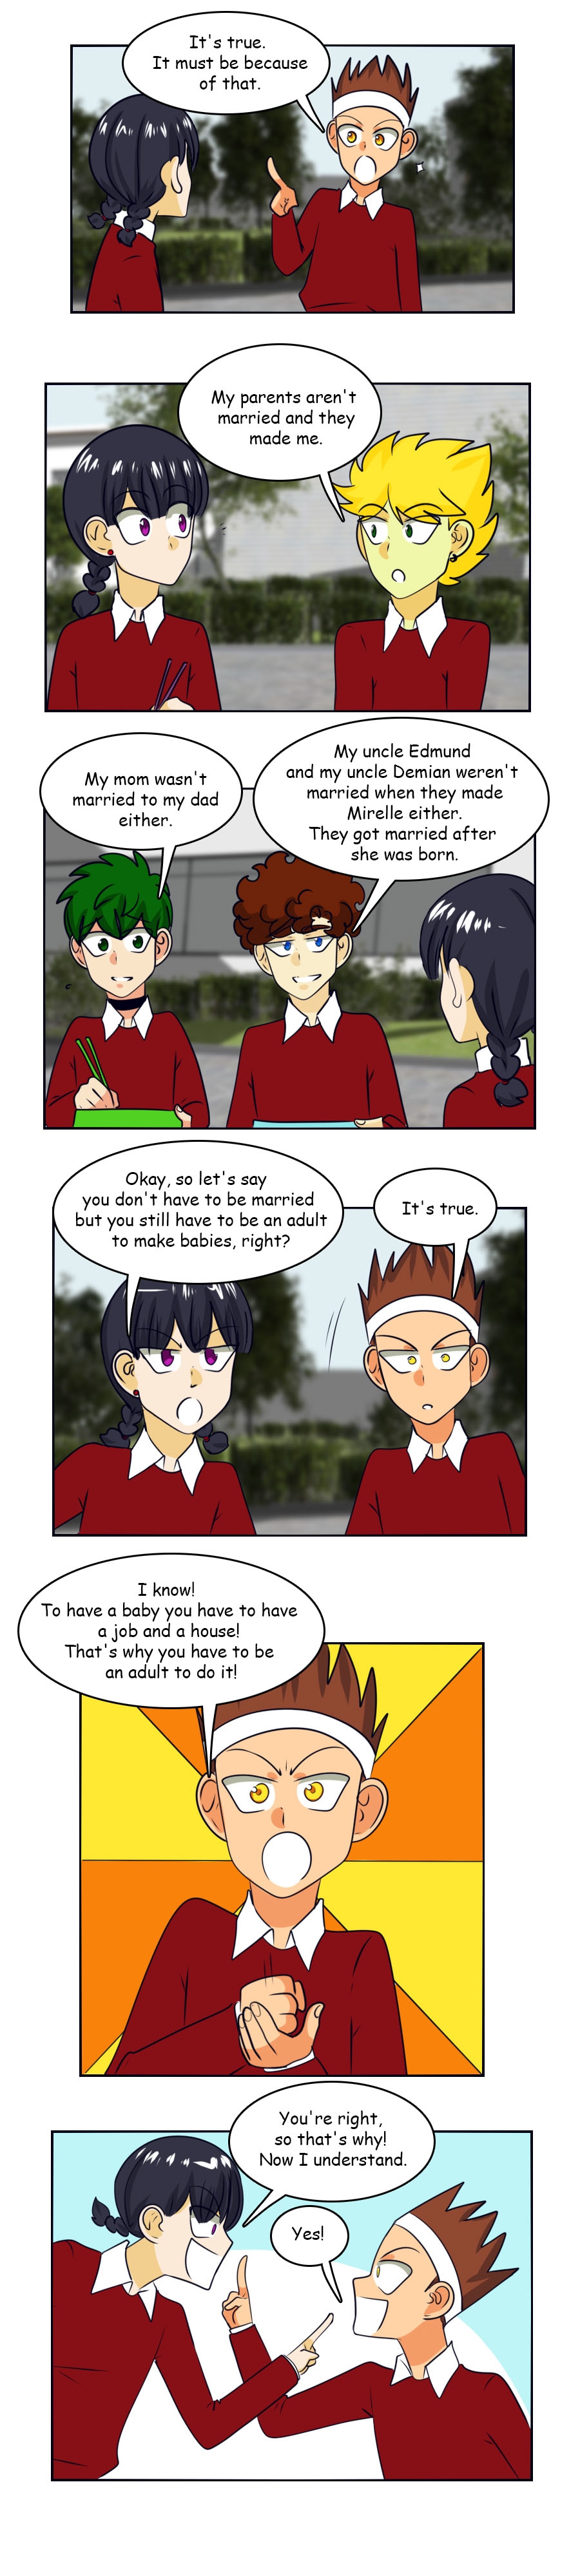 It's true.
It must be because
of that.
My parents aren't
married and they
made me.
My mom wasn't
married to my dad
either.
My uncle Edmund
and my uncle Demian weren't
married when they made
Mirelle either.
They got married after
she was born.
Okay, so let's say
you don't have to be married
but you still have to be an adult
to make babies, right?
It's true.
I know!
To have a baby you have to have
a job and a house!
That's why you have to be
an adult to do it!
You're right,
so that's why!
Now I understand.
Yes!